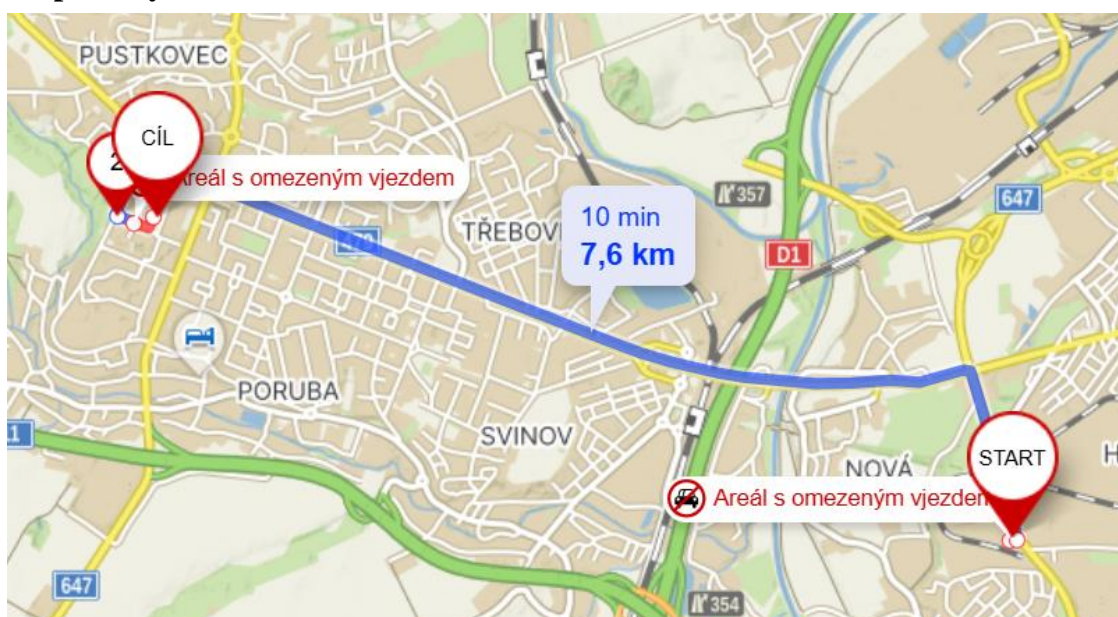 PUSTKOVEC
CÍL
2
Areál s omezeným vjezdem
357
647
10 min
7,6 km
D1
PORUBA
SVINOV
START
NOVÁ
Areál s omezeným vjezdem
647
354